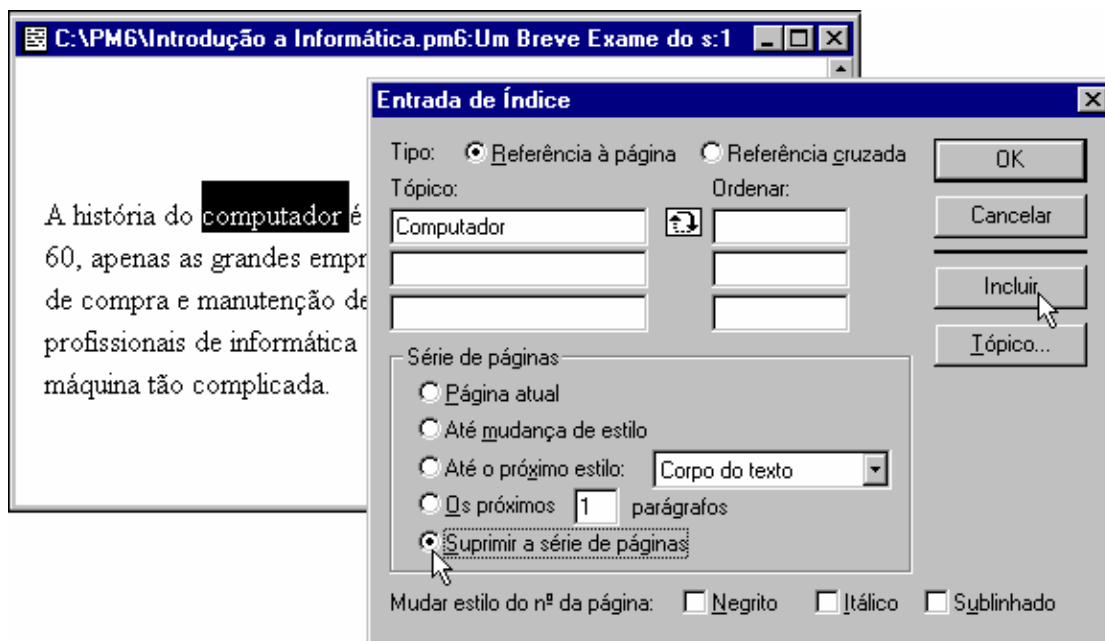 C:\PM6\Introdução a Informática.pm6:Um Breve Exame do s:1
A história do computador é
60, apenas as grandes empr
de compra e manutenção de
profissionais de informática
máquina tão complicada.
Entrada de Índice
Tipo: Referência à página Referência cruzada
Tópico: Ordenar:
Computador
Série de páginas
Página atual
Até mudança de estilo
Até o próximo estilo: Corpo do texto
Os próximos 1 parágrafos
Suprimir a série de páginas
Mudar estilo do nº da página: Negrito Itálico Sublinhado
OK
Cancelar
Incluir
Tópico...